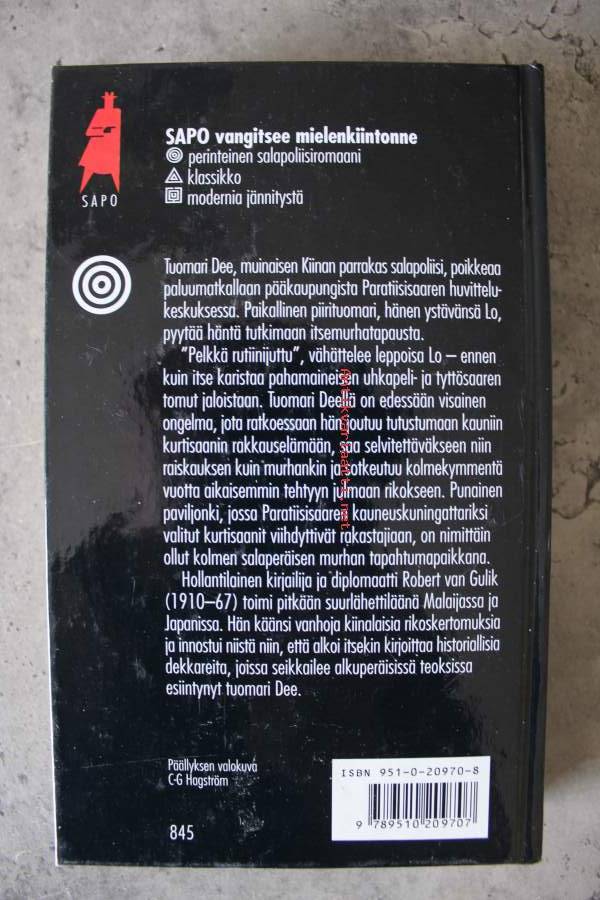 SAPO
SAPO vangitsee mielenkiintonne
perinteinen salapoliisiromaani
klassikko
modernia jännitystä
Tuomari Dee, muinaisen Kiinan parrakas salapoliisi, poikkeaa
paluumatkallaan pääkaupungista Paratiisisaaren huvittelu-
keskuksessa. Paikallinen piirituomari, hänen ystävänsä Lo,
pyytää häntä tutkimaan itsemurhatapausta.
"Pelkkä rutiinijuttu", vähättelee leppoisa Lo – ennen
kuin itse karistaa pahamaineisen uhkapeli- ja tyttösaaren
tomut jaloistaan. Tuomari Deellä on edessään visainen
ongelma, jota ratkoessaan hän joutuu tutustumaan kauniin
kurtisaanin rakkauselämään, saa selvitettäväkseen niin
raiskauksen kuin murhankin ja sotkeutuu kolmekymmentä
vuotta aikaisemmin tehtyyn julmaan rikokseen. Punainen
paviljonki, jossa Paratiisisaaren kauneuskuningattariksi
valitut kurtisaanit viihdyttivät rakastajiaan, on nimittäin
ollut kolmen salaperäisen murhan tapahtumapaikkana.
Hollantilainen kirjailija ja diplomaatti Robert van Gulik
(1910–67) toimi pitkään suurlähettiläänä Malaijassa ja
Japanissa. Hän käänsi vanhoja kiinalaisia rikoskertomuksia
ja innostui niistä niin, että alkoi itsekin kirjoittaa historiallisia
dekkareita, joissa seikkailee alkuperäisissä teoksissa
esiintynyt tuomari Dee.
Päällyksen valokuva
C-G Hagström
845
ISBN 951-0-20970-8
9 789510 209707